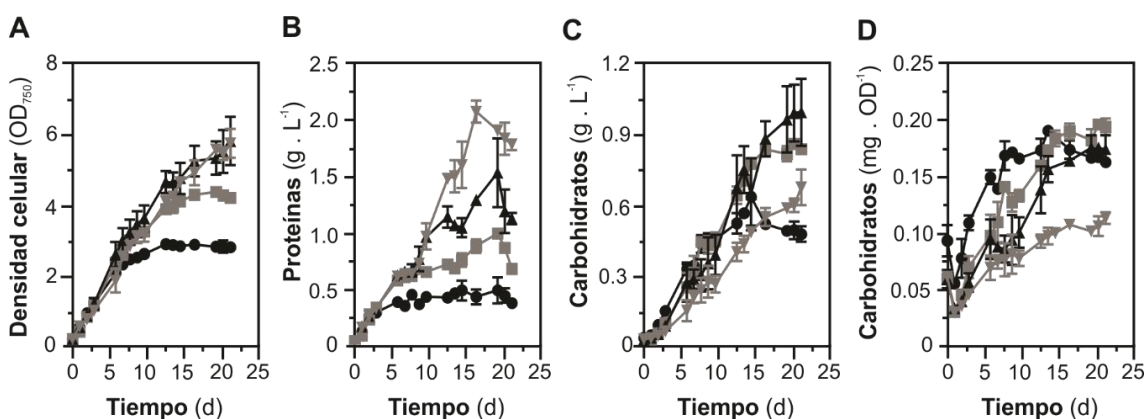 A
Densidad celular (OD750)
8
6
4
2
0
0 5 10 15 20 25
Tiempo (d)
B
Proteínas (g . L-1)
2.5
2.0
1.5
1.0
0.5
0
0 5 10 15 20 25
Tiempo (d)
C
Carbohidratos (g . L-1)
1.2
0.9
0.6
0.3
0
0 5 10 15 20 25
Tiempo (d)
D
Carbohidratos (mg . OD-1)
0.25
0.20
0.15
0.10
0.05
0
0 5 10 15 20 25
Tiempo (d)